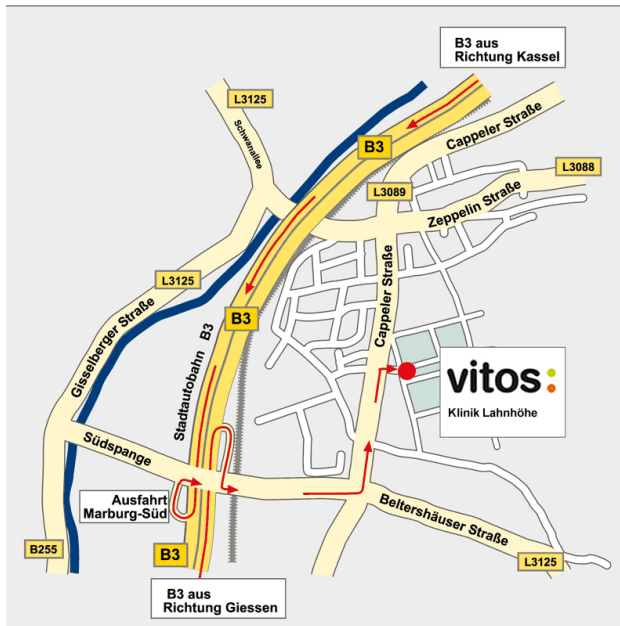 B3 aus
Richtung Kassel
L3125
Schwanallee
B3
Cappeler Straße
L3089
L3088
Zeppelin Straße
L3125
Gisselberger Straße
B3
Stadtautobahn B3
Cappeler Straße
vitos:
Klinik Lahnhöhe
Südspange
Ausfahrt
Marburg-Süd
Beltershäuser Straße
B255
B3
L3125
B3 aus
Richtung Giessen